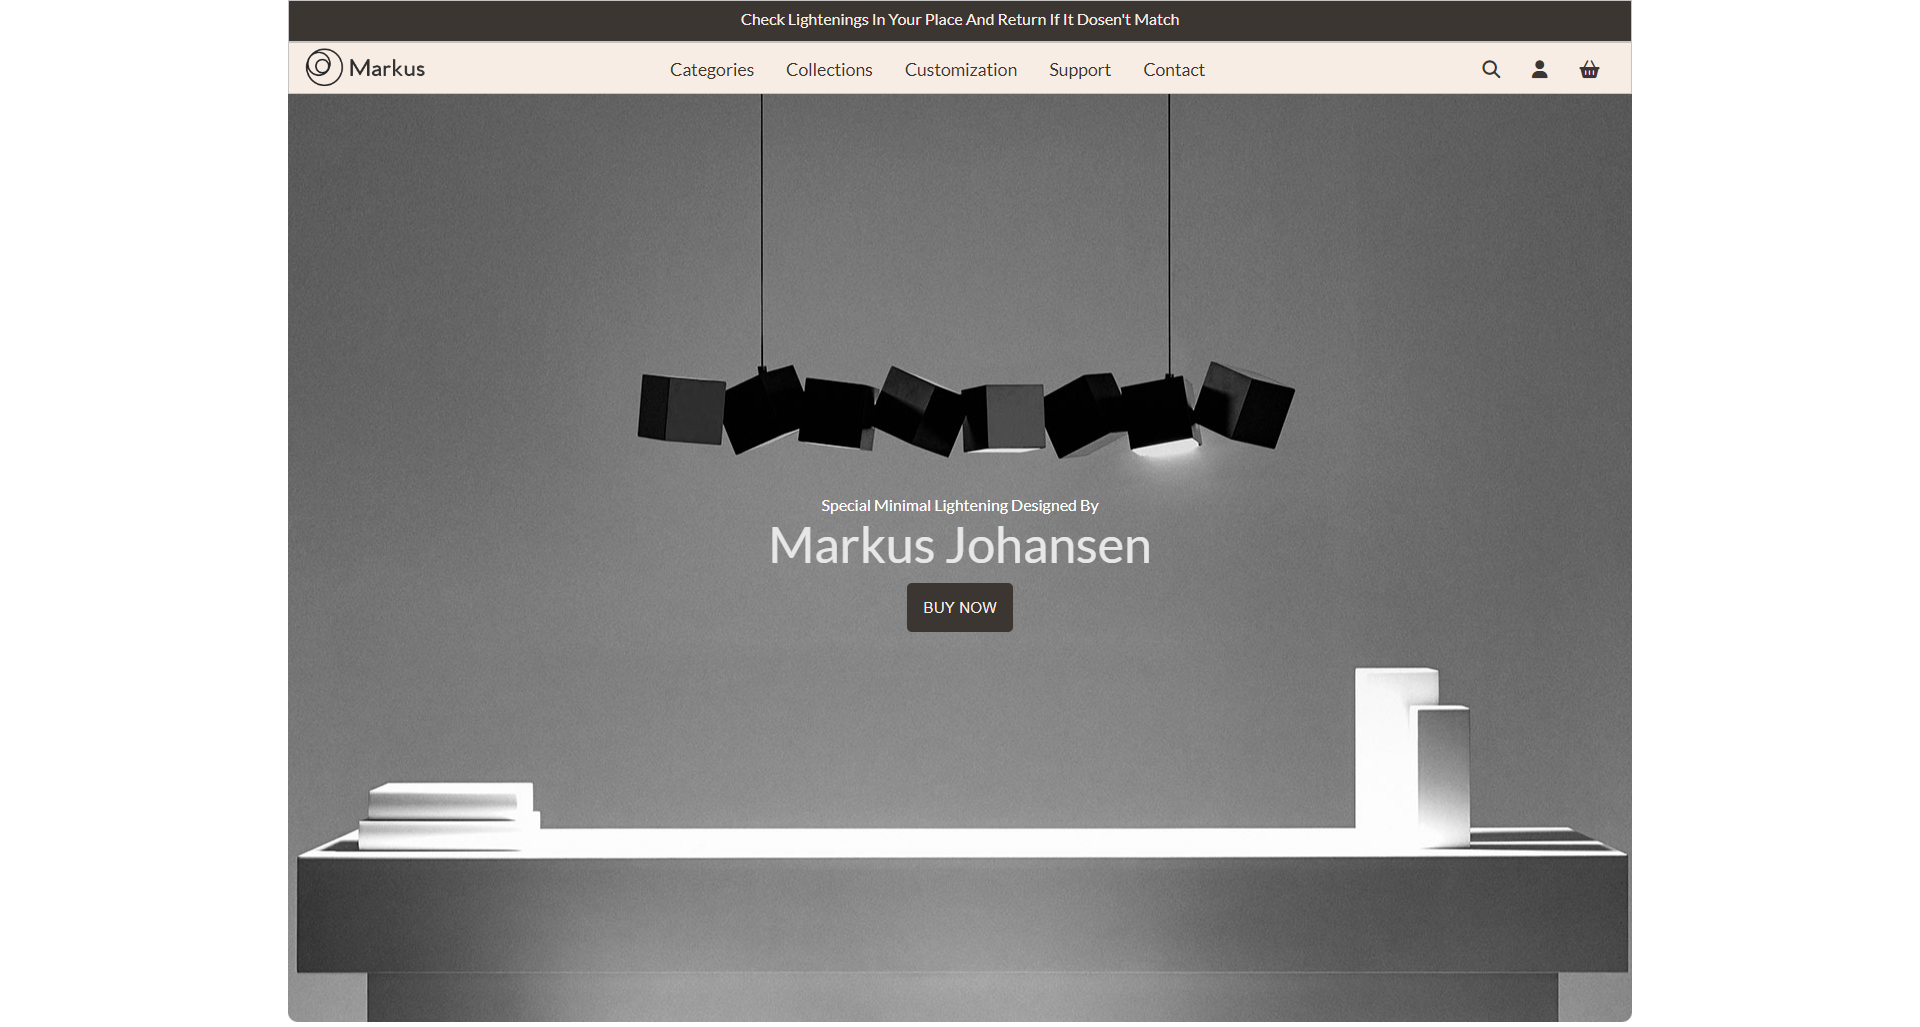 Check Lightenings In Your Place And Return If It Dosen't Match
Markus
Categories Collections Customization Support Contact
Special Minimal Lightening Designed By
Markus Johansen
BUY NOW